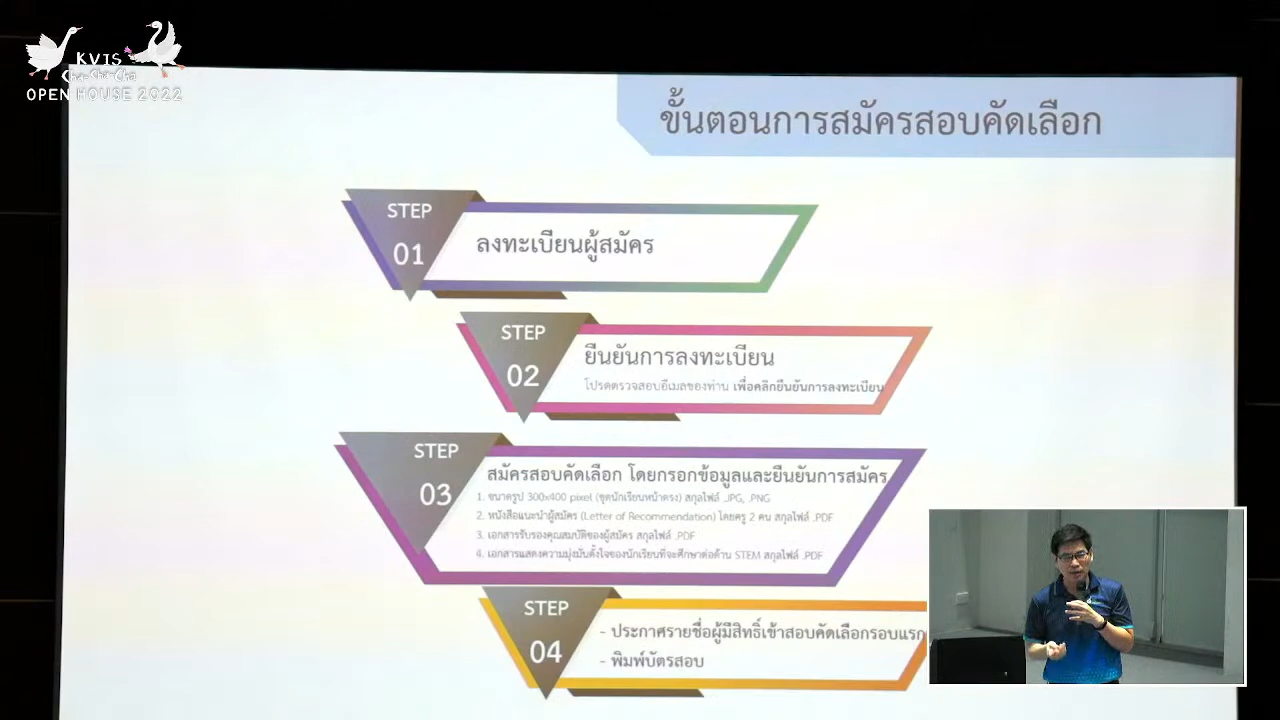 KVIS
Cha-Cha-Cha
OPEN HOUSE 2022
ขั้นตอนการสมัครสอบคัดเลือก
STEP
01
ลงทะเบียนผู้สมัคร
STEP
02
ยืนยันการลงทะเบียน
โปรดตรวจสอบอีเมลของท่าน เพื่อคลิกยืนยันการลงทะเบียน
STEP
03
สมัครสอบคัดเลือก โดยกรอกข้อมูลและยืนยันการสมัคร
1. ขนาดรูป 300x400 pixel (ชุดนักเรียนหน้าตรง) สกุลไฟล์ .JPG, .PNG
2. หนังสือแนะนำผู้สมัคร (Letter of Recommendation) โดยครู 2 คน สกุลไฟล์ .PDF
3. เอกสารรับรองคุณสมบัติของผู้สมัคร สกุลไฟล์ .PDF
4. เอกสารแสดงความมุ่งมั่นตั้งใจของนักเรียนที่จะศึกษาต่อด้าน STEM สกุลไฟล์ .PDF
STEP
04
- ประกาศรายชื่อผู้มีสิทธิ์เข้าสอบคัดเลือกรอบแรก
- พิมพ์บัตรสอบ